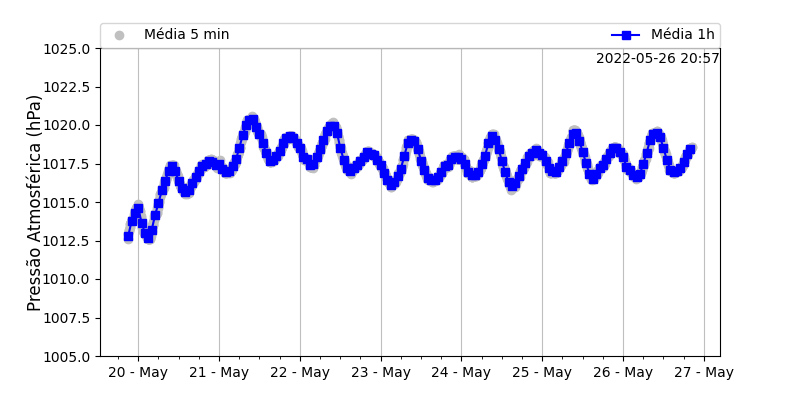 Média 5 min
Média 1h
2022-05-26 20:57
Pressão Atmosférica (hPa)
1025.0
1022.5
1020.0
1017.5
1015.0
1012.5
1010.0
1007.5
1005.0
20 - May
21 - May
22 - May
23 - May
24 - May
25 - May
26 - May
27 - May